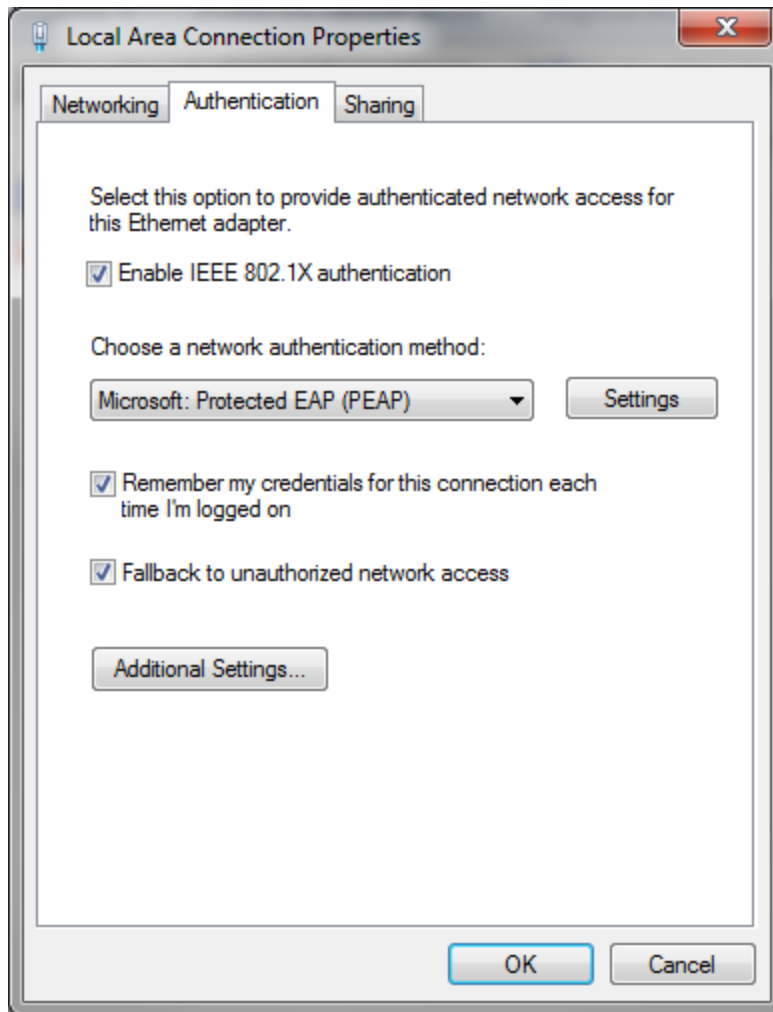 Local Area Connection Properties
Networking
Authentication
Sharing
Select this option to provide authenticated network access for
this Ethernet adapter.
Enable IEEE 802.1X authentication
Choose a network authentication method:
Microsoft: Protected EAP (PEAP)
Settings
Remember my credentials for this connection each
time I'm logged on
Fallback to unauthorized network access
Additional Settings...
OK
Cancel